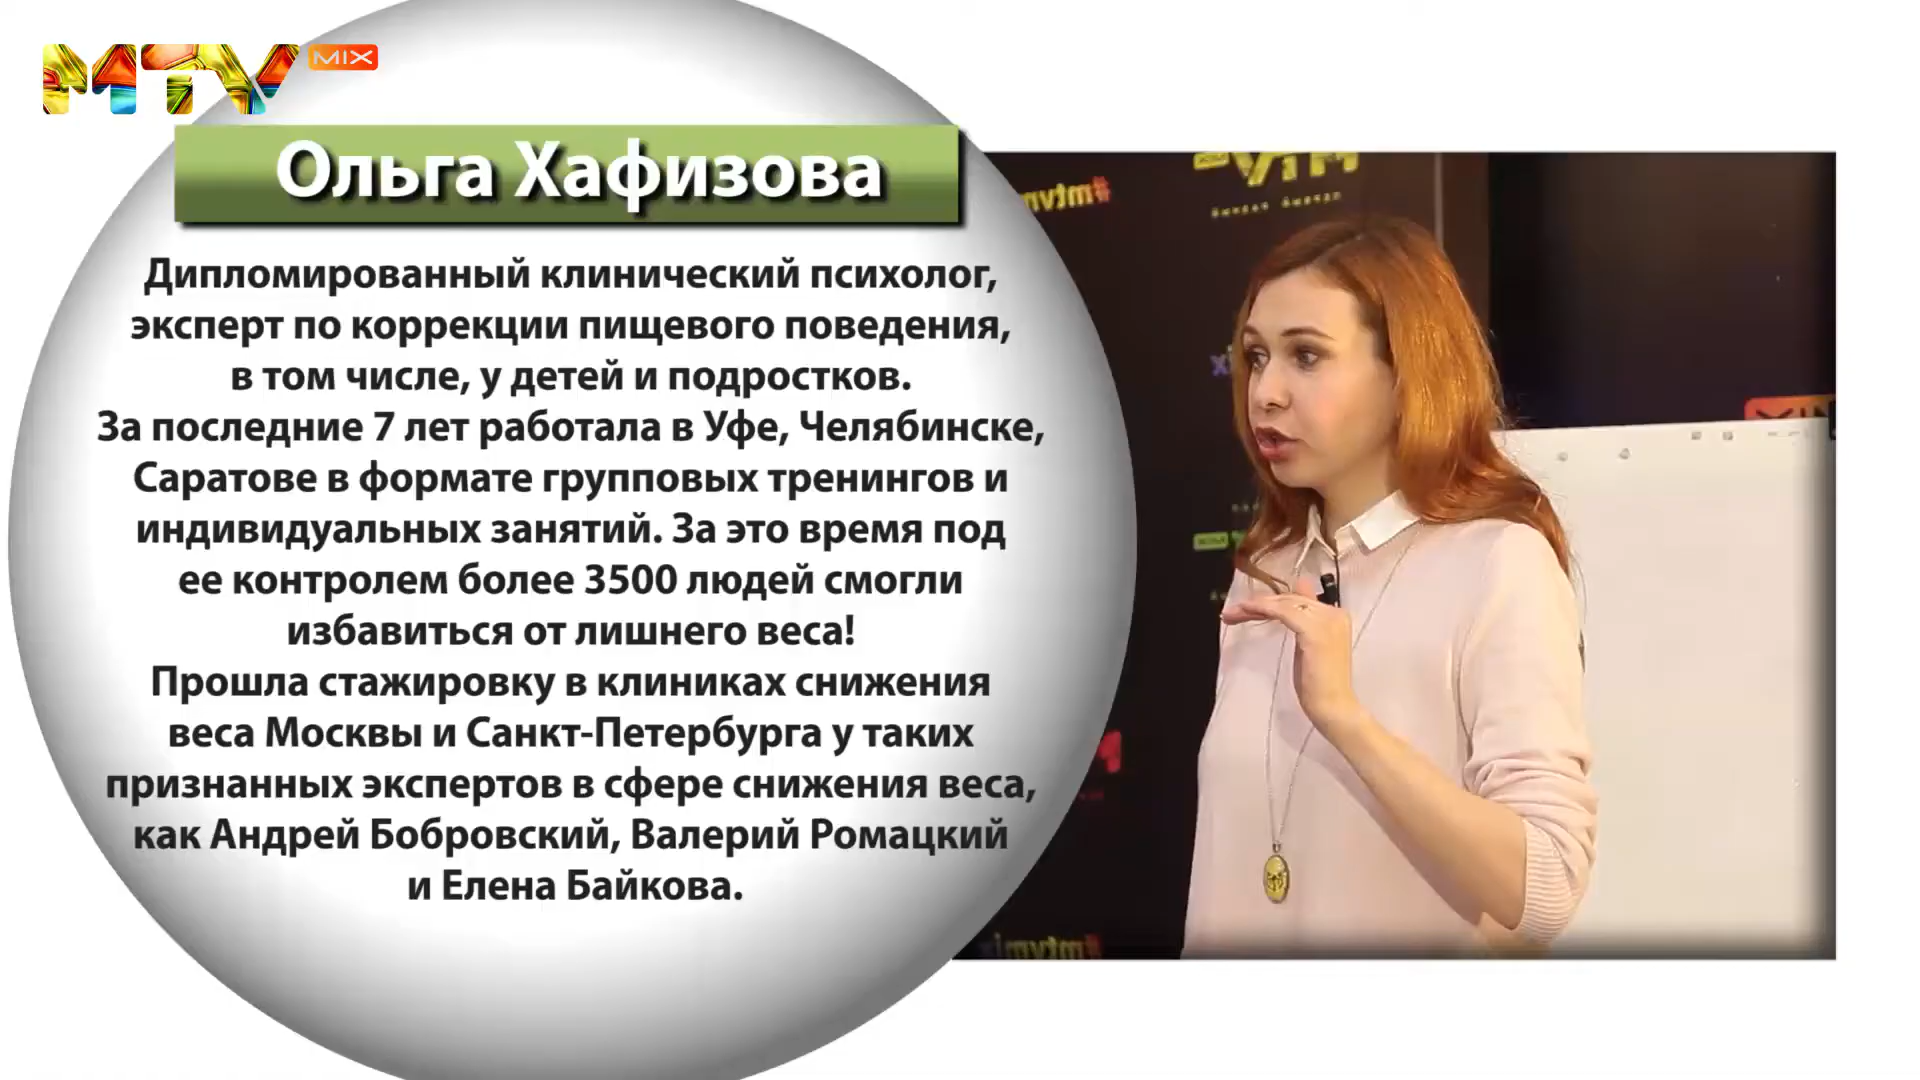 MTV MIX
Ольга Хафизова
Дипломированный клинический психолог,
эксперт по коррекции пищевого поведения,
в том числе, у детей и подростков.
За последние 7 лет работала в Уфе, Челябинске,
Саратове в формате групповых тренингов и
индивидуальных занятий. За это время под
ее контролем более 3500 людей смогли
избавиться от лишнего веса!
Прошла стажировку в клиниках снижения
веса Москвы и Санкт-Петербурга у таких
признанных экспертов в сфере снижения веса,
как Андрей Бобровский, Валерий Ромацкий
и Елена Байкова.